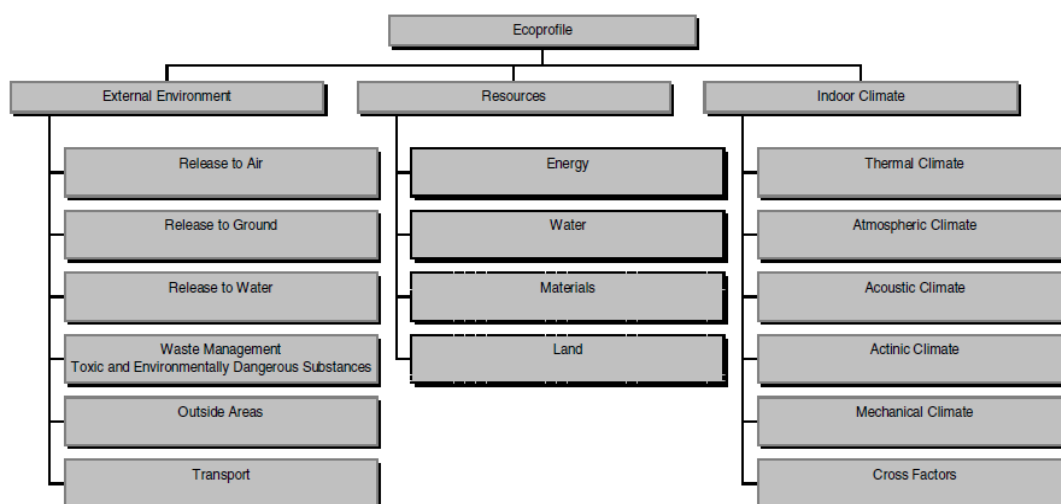 Ecoprofile
External Environment
Resources
Indoor Climate
Release to Air
Release to Ground
Release to Water
Waste Management
Toxic and Environmentally Dangerous Substances
Outside Areas
Transport
Energy
Water
Materials
Land
Thermal Climate
Atmospheric Climate
Acoustic Climate
Actinic Climate
Mechanical Climate
Cross Factors